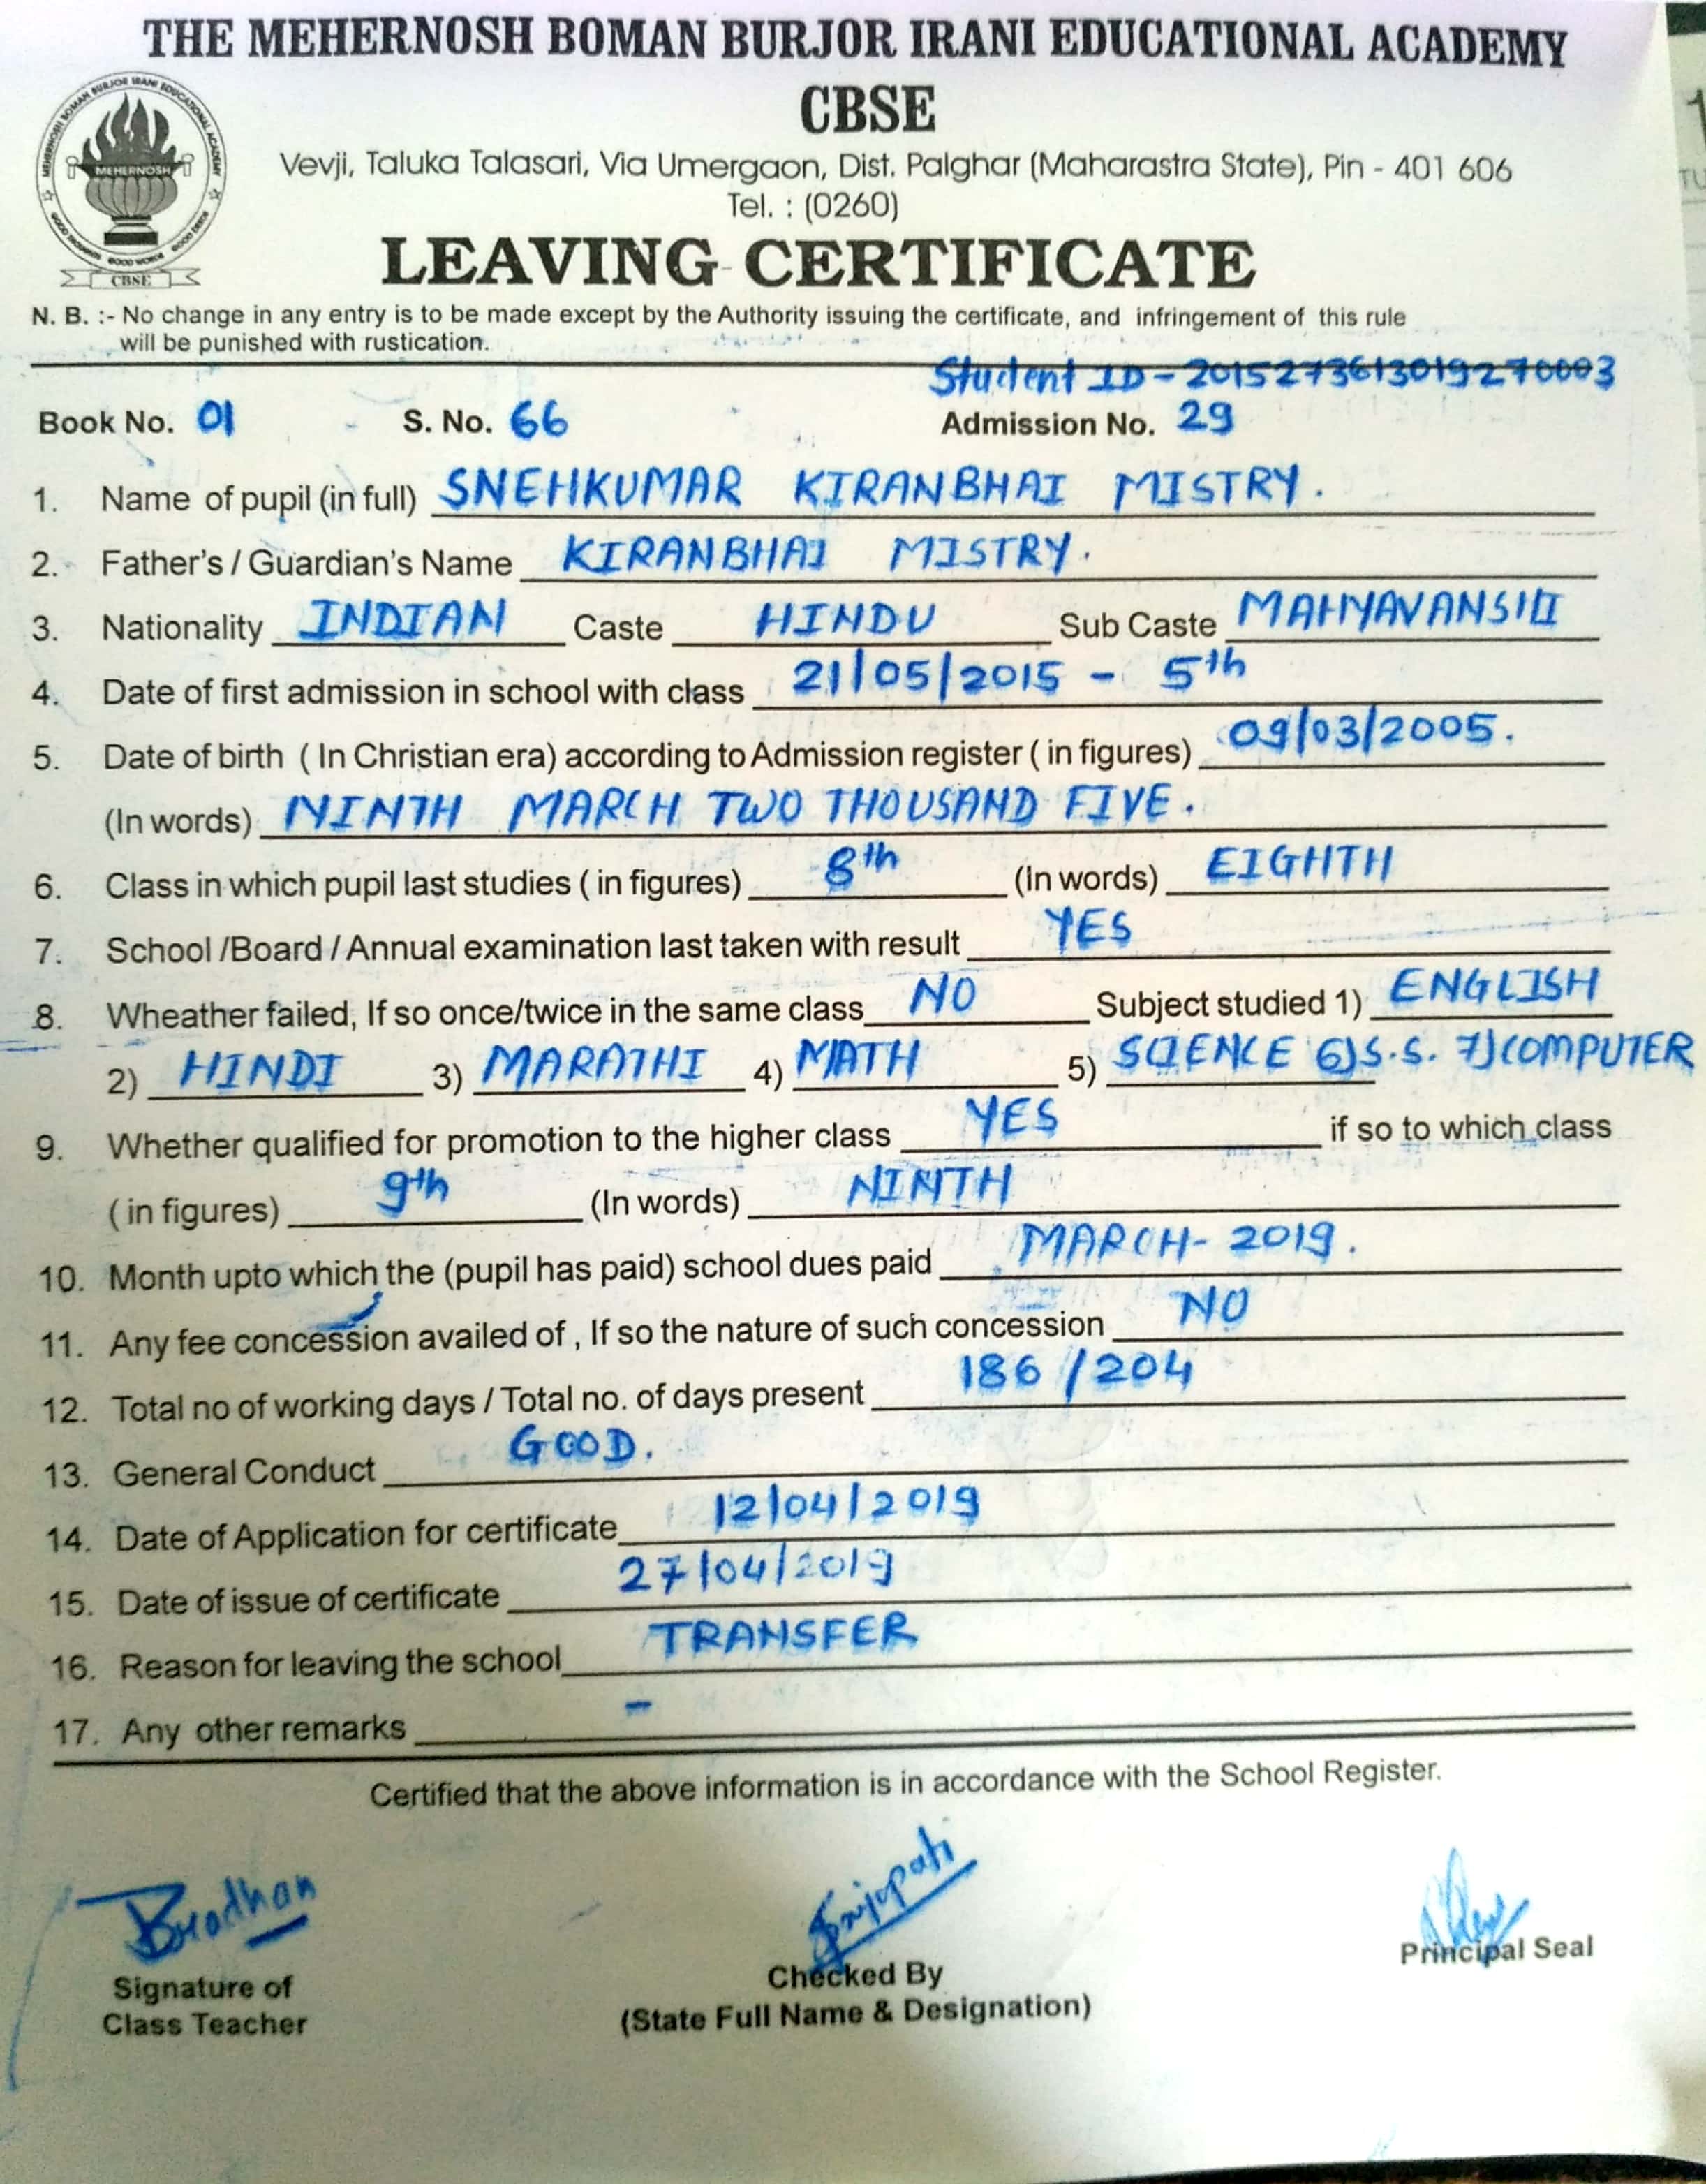 THE MEHERNOSH BOMAN BURJOR IRANI EDUCATIONAL ACADEMY
CBSE
MEHERNOSH BOMAN BURJOR IRANI EDUCATIONAL ACADEMY
MEHERNOSH
GOOD THOUGHTS GOOD WORDS GOOD DEEDS
CBSE
Vevji, Taluka Talasari, Via Umergaon, Dist. Palghar (Maharastra State), Pin - 401 606
Tel. : (0260)
LEAVING CERTIFICATE
N. B. :- No change in any entry is to be made except by the Authority issuing the certificate, and infringement of this rule
will be punished with rustication.
Student ID - 2015273613019270003
Book No. 01 S. No. 66 Admission No. 29
1. Name of pupil (in full) SNEHKUMAR KIRANBHAI MISTRY.
2. Father's / Guardian's Name KIRANBHAI MISTRY.
3. Nationality INDIAN Caste HINDU Sub Caste MAHYAVANSHI
4. Date of first admission in school with class 21/05/2015 - 5th
5. Date of birth ( In Christian era) according to Admission register ( in figures) 09/03/2005.
(In words) NINTH MARCH TWO THOUSAND FIVE.
6. Class in which pupil last studies ( in figures) 8th (In words) EIGHTH
7. School /Board / Annual examination last taken with result YES
8. Wheather failed, If so once/twice in the same class NO Subject studied 1) ENGLISH
2) HINDI 3) MARATHI 4) MATH 5) SCIENCE 6) S.S. 7) COMPUTER
9. Whether qualified for promotion to the higher class YES if so to which class
( in figures) 9th (In words) NINTH
10. Month upto which the (pupil has paid) school dues paid MARCH- 2019.
11. Any fee concession availed of , If so the nature of such concession NO
12. Total no of working days / Total no. of days present 186 /204
13. General Conduct GOOD.
14. Date of Application for certificate 12/04/2019
15. Date of issue of certificate 27/04/2019
16. Reason for leaving the school TRANSFER
17. Any other remarks -
Certified that the above information is in accordance with the School Register.
Signature of
Class Teacher
Checked By
(State Full Name & Designation)
Principal Seal